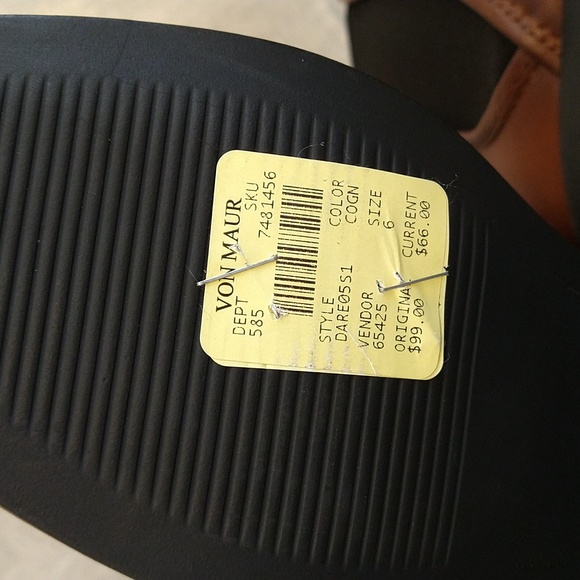 VON MAUR
DEPT SKU
585 7481456
STYLE COLOR
DARE05S1 COGN
VENDOR SIZE
65425 6
ORIGINAL CURRENT
$99.00 $66.00